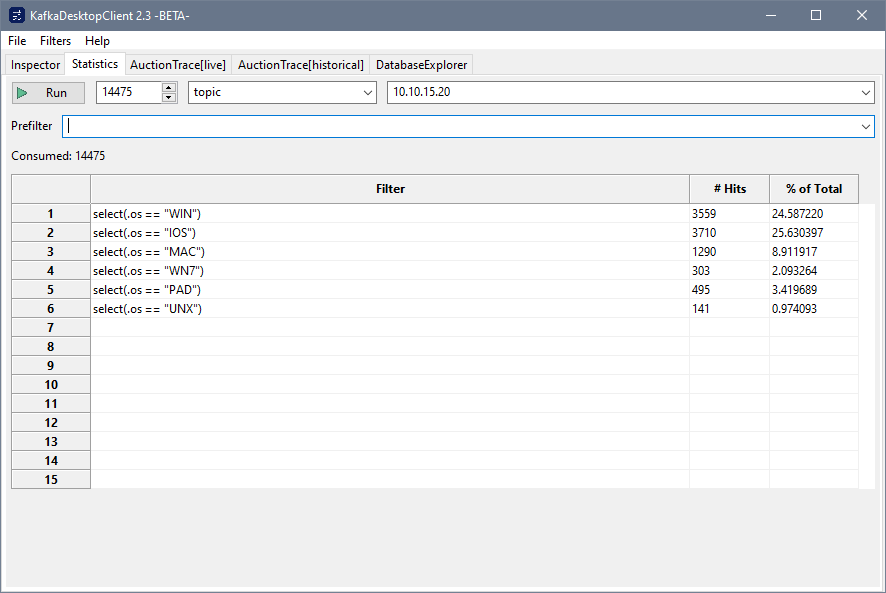 KafkaDesktopClient 2.3 -BETA-
File Filters Help
Inspector Statistics AuctionTrace[live] AuctionTrace[historical] DatabaseExplorer
Run 14475 topic 10.10.15.20
Prefilter
Consumed: 14475
Filter # Hits % of Total
1 select(.os == "WIN") 3559 24.587220
2 select(.os == "IOS") 3710 25.630397
3 select(.os == "MAC") 1290 8.911917
4 select(.os == "WN7") 303 2.093264
5 select(.os == "PAD") 495 3.419689
6 select(.os == "UNX") 141 0.974093
7
8
9
10
11
12
13
14
15